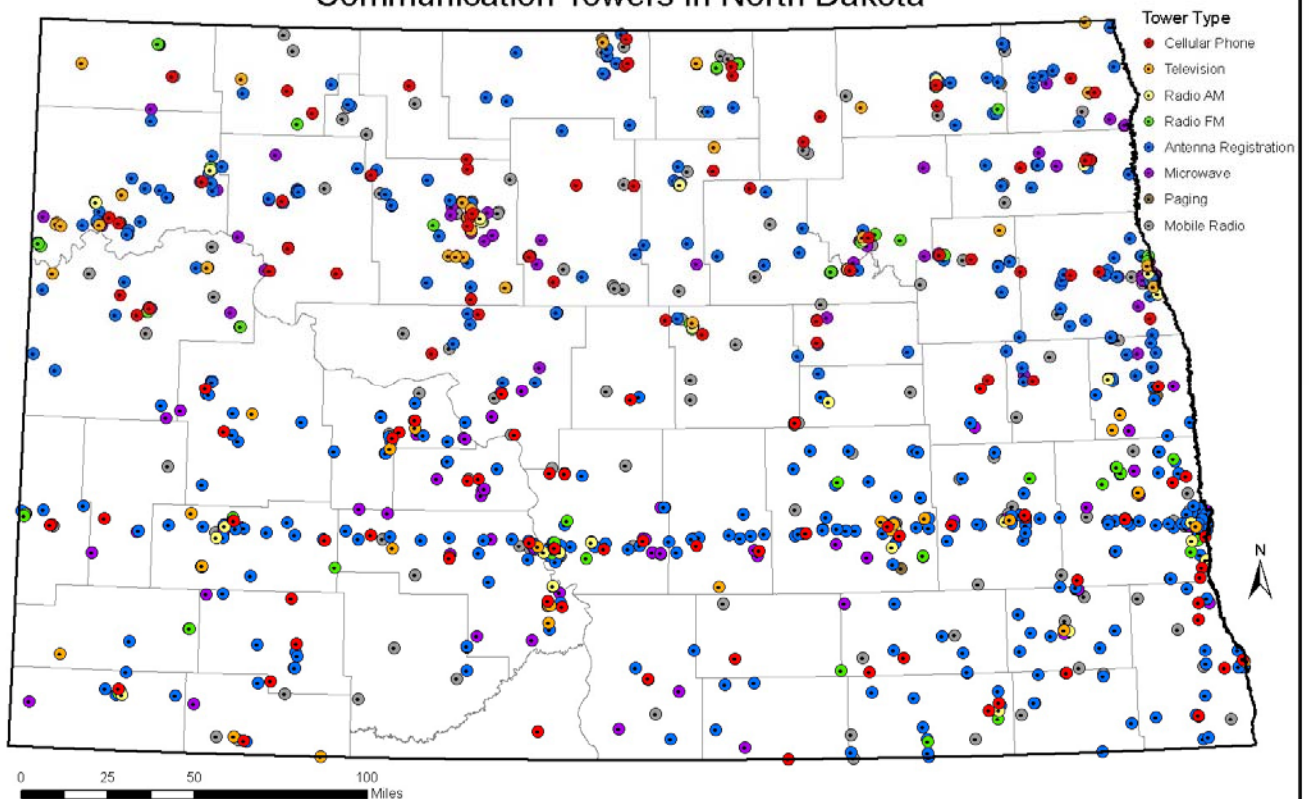 Communication Towers in North Dakota
Tower Type
Cellular Phone
Television
Radio AM
Radio FM
Antenna Registration
Microwave
Paging
Mobile Radio
N
0 25 50 100
Miles